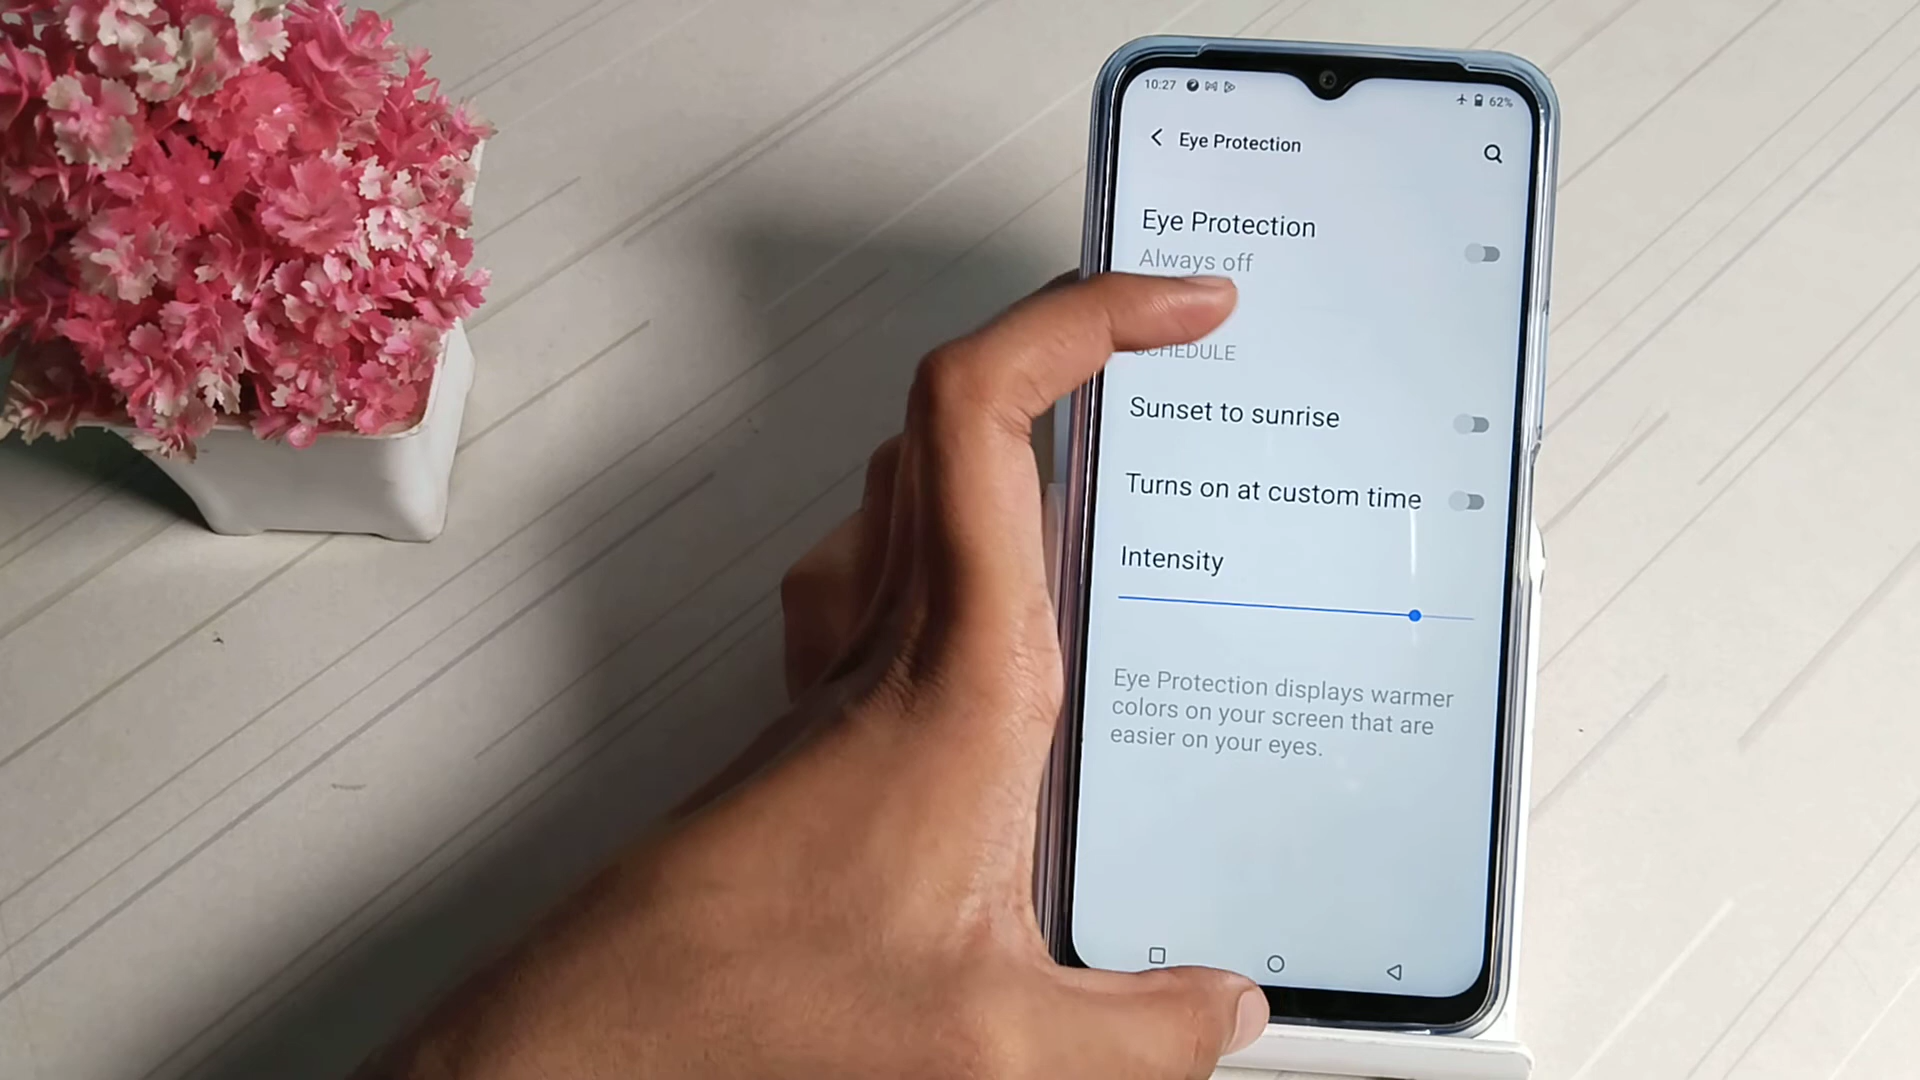 10:27
62%
Eye Protection
Eye Protection
Always off
SCHEDULE
Sunset to sunrise
Turns on at custom time
Intensity
Eye Protection displays warmer
colors on your screen that are
easier on your eyes.